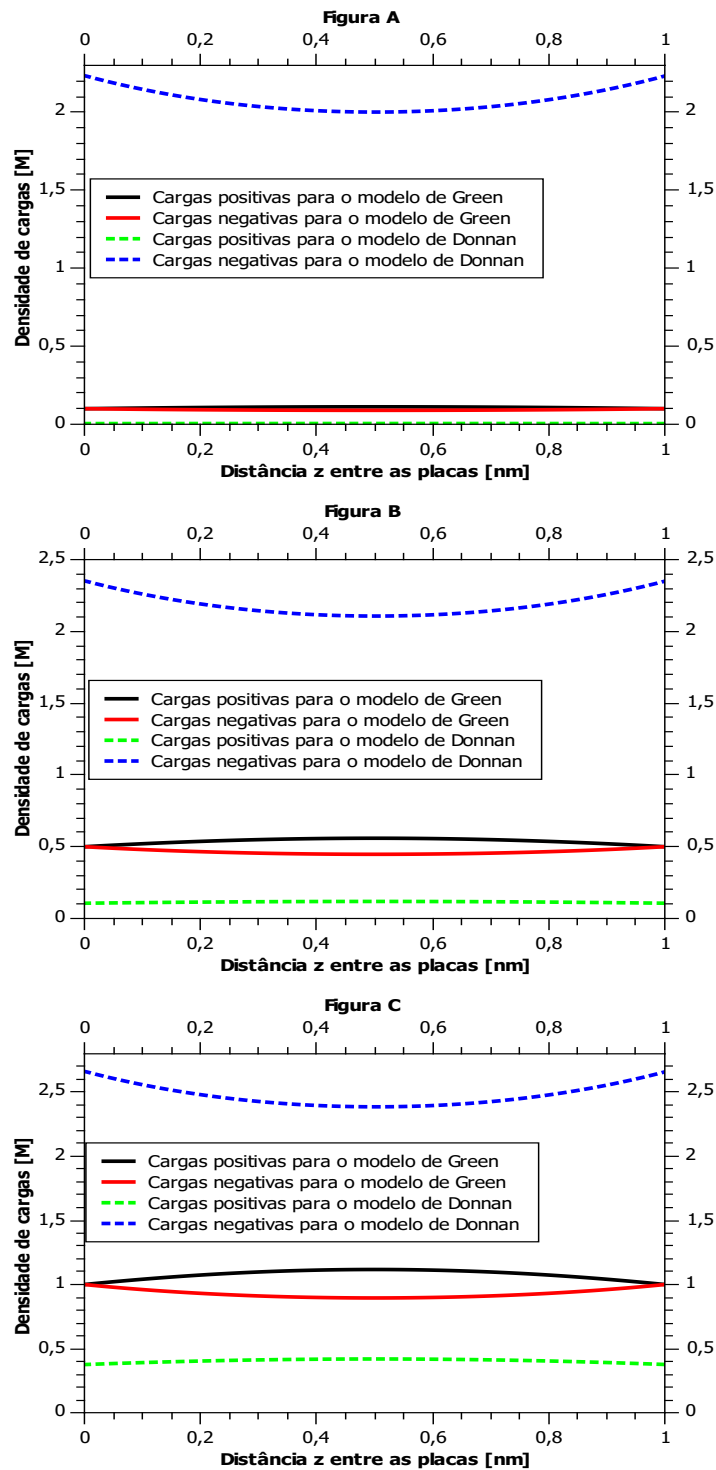 Figura A
0 0,2 0,4 0,6 0,8 1
Densidade de cargas [M]
2 2
1,5 1,5
Cargas positivas para o modelo de Green
Cargas negativas para o modelo de Green
Cargas positivas para o modelo de Donnan
Cargas negativas para o modelo de Donnan
1 1
0,5 0,5
0 0
0 0,2 0,4 0,6 0,8 1
Distância z entre as placas [nm]
Figura B
0 0,2 0,4 0,6 0,8 1
Densidade de cargas [M]
2,5 2,5
2 2
1,5 1,5
Cargas positivas para o modelo de Green
Cargas negativas para o modelo de Green
Cargas positivas para o modelo de Donnan
Cargas negativas para o modelo de Donnan
1 1
0,5 0,5
0 0
0 0,2 0,4 0,6 0,8 1
Distância z entre as placas [nm]
Figura C
0 0,2 0,4 0,6 0,8 1
Densidade de cargas [M]
2,5 2,5
2 2
Cargas positivas para o modelo de Green
Cargas negativas para o modelo de Green
Cargas positivas para o modelo de Donnan
Cargas negativas para o modelo de Donnan
1,5 1,5
1 1
0,5 0,5
0 0
0 0,2 0,4 0,6 0,8 1
Distância z entre as placas [nm]